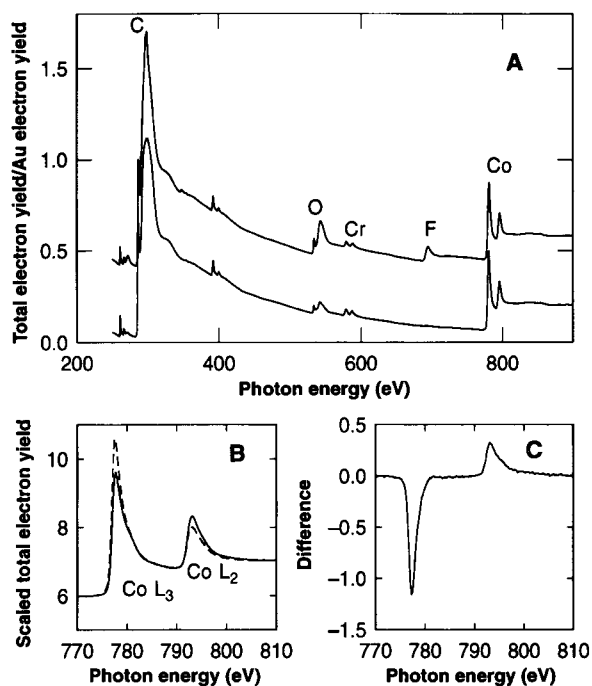 C
A
1.5
1.0
0.5
0.0
O
Cr
F
Co
200 400 600 800
Total electron yield/Au electron yield
Photon energy (eV)
B
10
8
6
Co L3
Co L2
770 780 790 800 810
Scaled total electron yield
Photon energy (eV)
C
0.5
0.0
−0.5
−1.0
−1.5
770 780 790 800 810
Difference
Photon energy (eV)